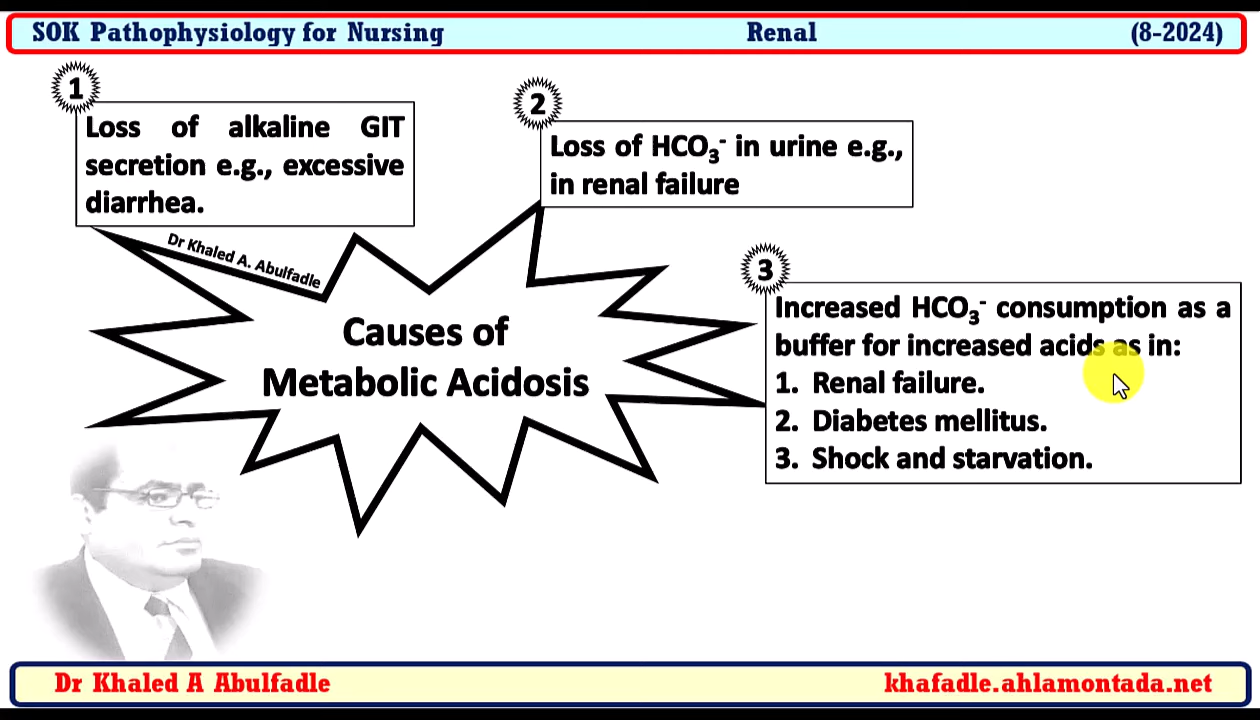 SOK Pathophysiology for Nursing Renal (8-2024)
1
Loss of alkaline GIT
secretion e.g., excessive
diarrhea.
2
Loss of HCO₃⁻ in urine e.g.,
in renal failure
Dr Khaled A. Abulfadle
Causes of
Metabolic Acidosis
3
Increased HCO₃⁻ consumption as a
buffer for increased acids as in:
1. Renal failure.
2. Diabetes mellitus.
3. Shock and starvation.
Dr Khaled A Abulfadle khafadle.ahlamontada.net